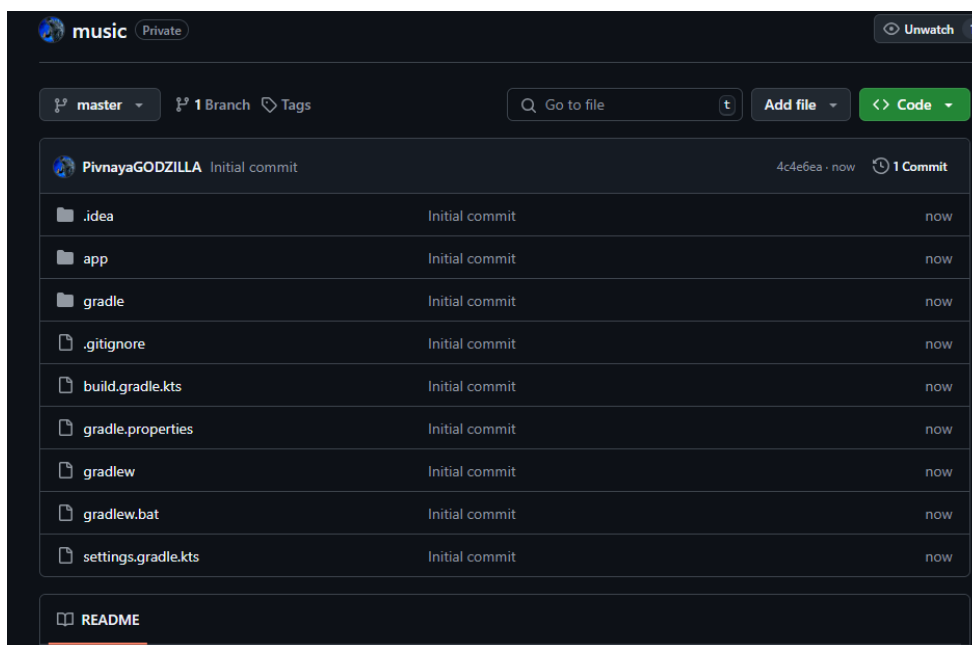 music Private Unwatch
master 1 Branch Tags Go to file t Add file Code
PivnayaGODZILLA Initial commit 4c4e6ea · now 1 Commit
.idea Initial commit now
app Initial commit now
gradle Initial commit now
.gitignore Initial commit now
build.gradle.kts Initial commit now
gradle.properties Initial commit now
gradlew Initial commit now
gradlew.bat Initial commit now
settings.gradle.kts Initial commit now
README